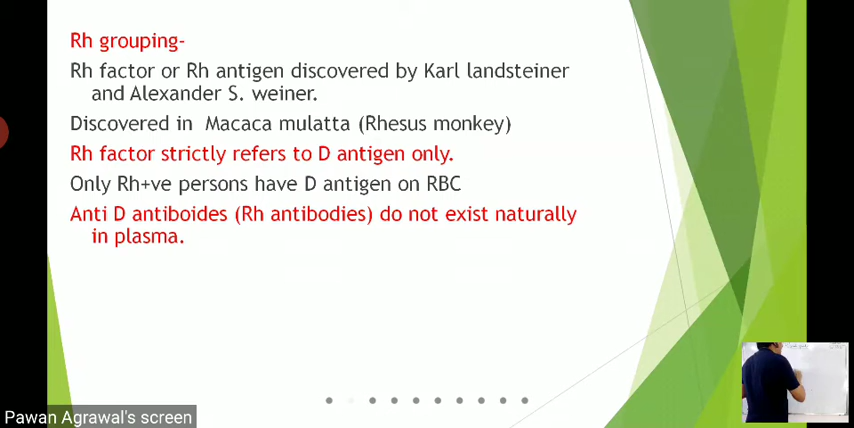 Rh grouping-
Rh factor or Rh antigen discovered by Karl landsteiner
and Alexander S. weiner.
Discovered in Macaca mulatta (Rhesus monkey)
Rh factor strictly refers to D antigen only.
Only Rh+ve persons have D antigen on RBC
Anti D antiboides (Rh antibodies) do not exist naturally
in plasma.
Pawan Agrawal's screen